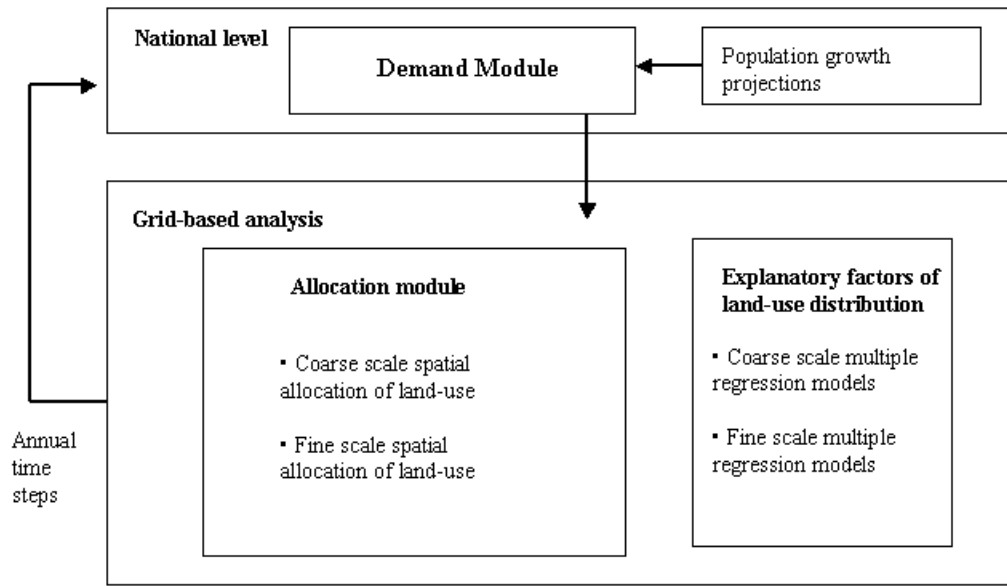 National level
Demand Module
Population growth
projections
Grid-based analysis
Allocation module
▪ Coarse scale spatial
allocation of land-use
▪ Fine scale spatial
allocation of land-use
Explanatory factors of
land-use distribution
▪ Coarse scale multiple
regression models
▪ Fine scale multiple
regression models
Annual
time
steps